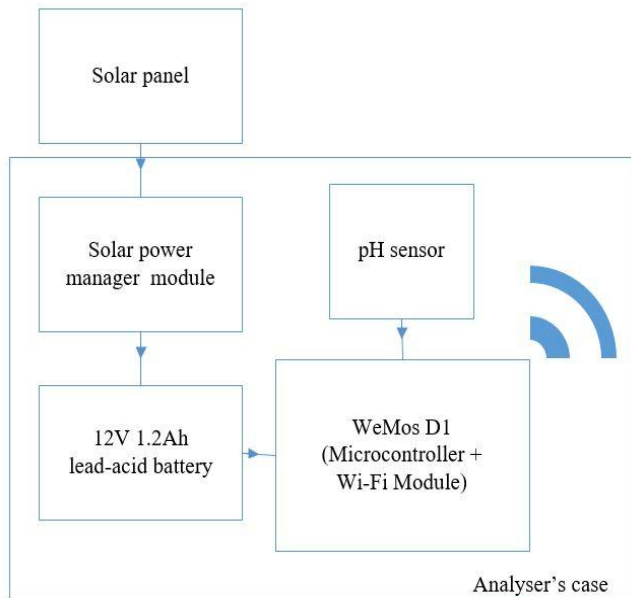 Solar panel
Solar power
manager module
pH sensor
12V 1.2Ah
lead-acid battery
WeMos D1
(Microcontroller +
Wi-Fi Module)
Analyser's case